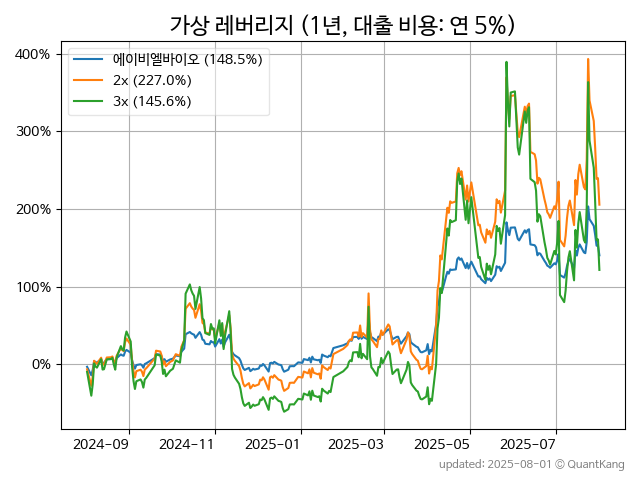 가상 레버리지 (1년, 대출 비용: 연 5%)
에이비엘바이오 (148.5%)
2x (227.0%)
3x (145.6%)
400%
300%
200%
100%
0%
2024-09
2024-11
2025-01
2025-03
2025-05
2025-07
updated: 2025-08-01 © QuantKang